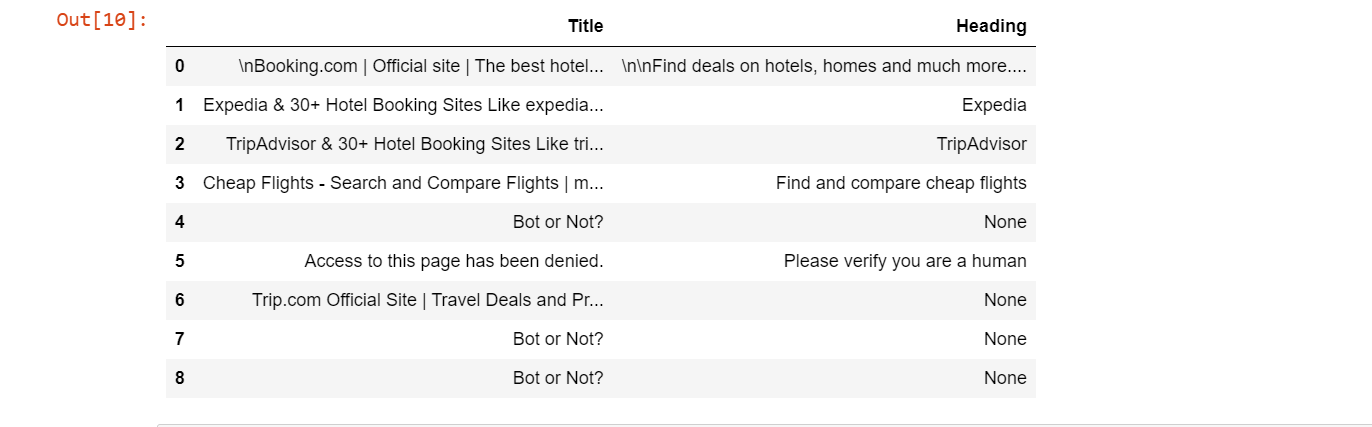 Out[10]:
Title Heading
0 \nBooking.com | Official site | The best hotel... \n\nFind deals on hotels, homes and much more....
1 Expedia & 30+ Hotel Booking Sites Like expedia... Expedia
2 TripAdvisor & 30+ Hotel Booking Sites Like tri... TripAdvisor
3 Cheap Flights - Search and Compare Flights | m... Find and compare cheap flights
4 Bot or Not? None
5 Access to this page has been denied. Please verify you are a human
6 Trip.com Official Site | Travel Deals and Pr... None
7 Bot or Not? None
8 Bot or Not? None